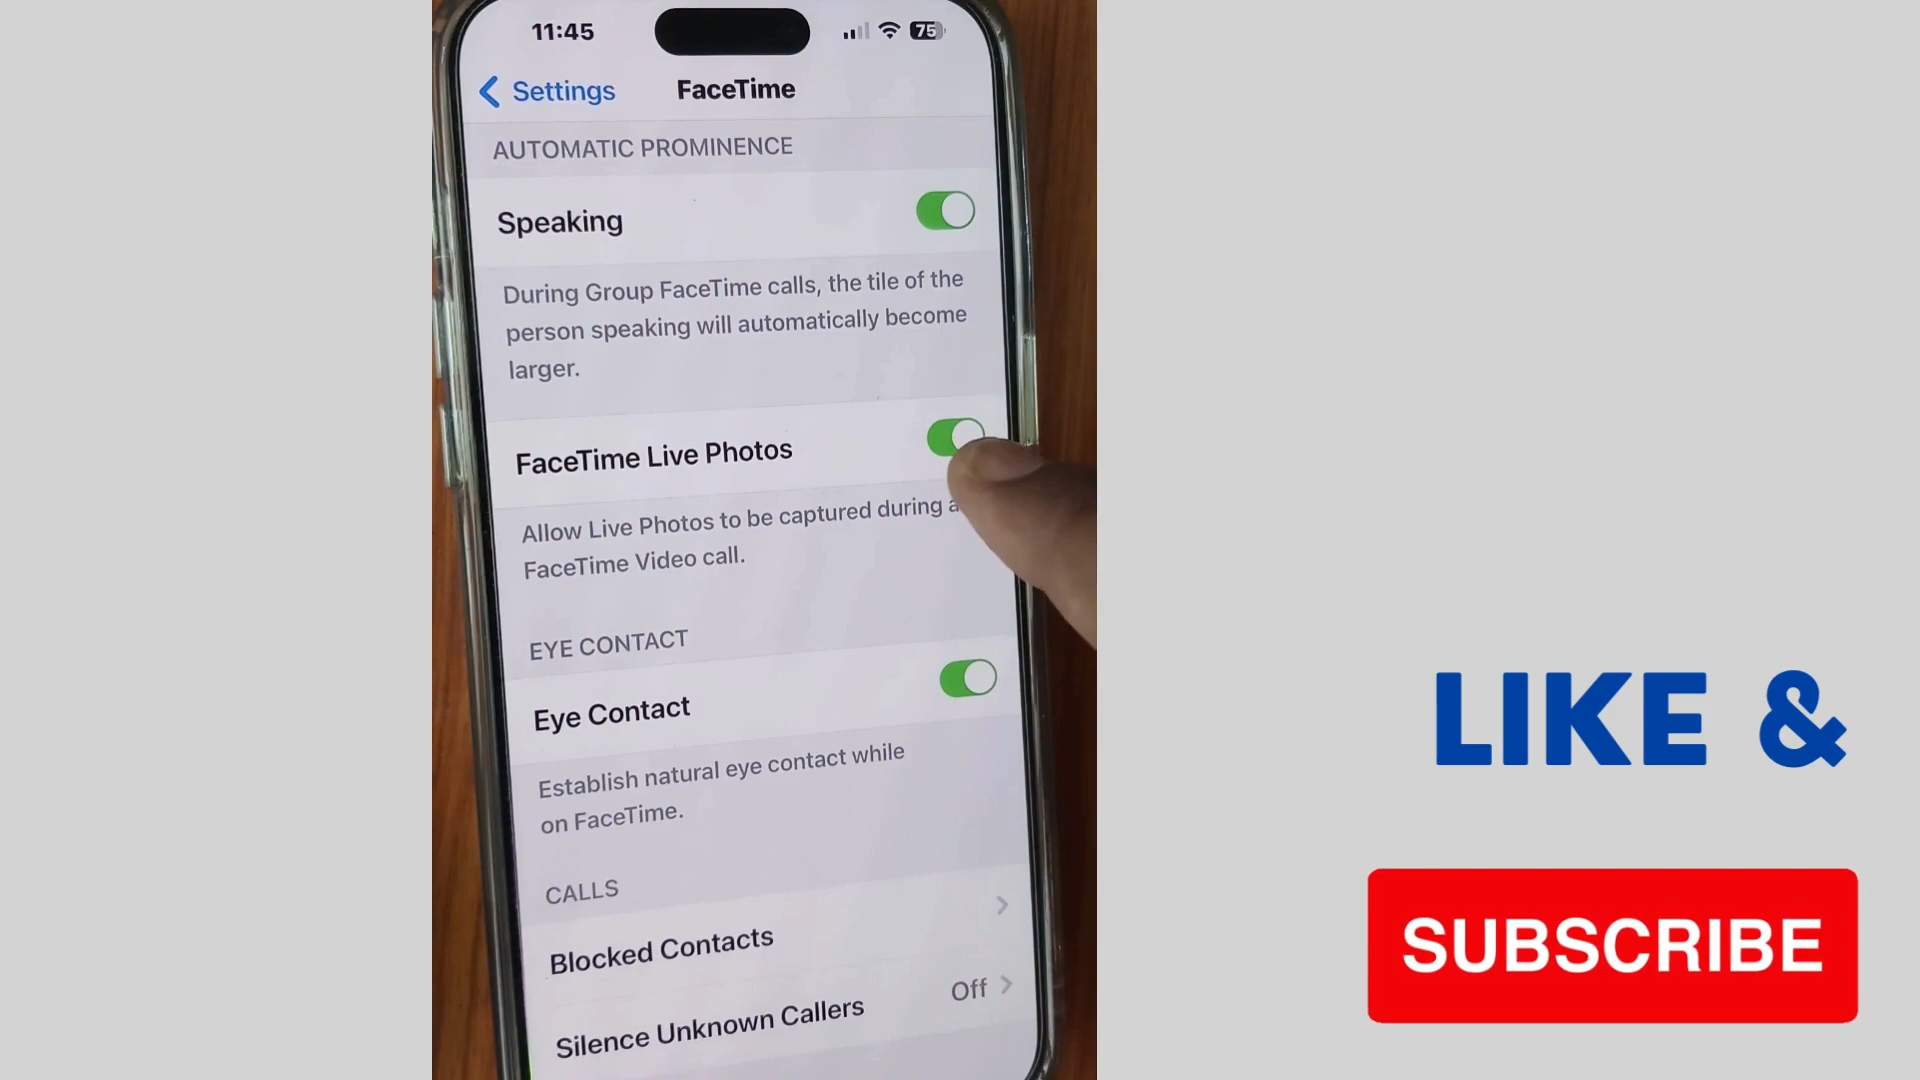 11:45
75
Settings
FaceTime
AUTOMATIC PROMINENCE
Speaking
During Group FaceTime calls, the tile of the
person speaking will automatically become
larger.
FaceTime Live Photos
Allow Live Photos to be captured during a
FaceTime Video call.
EYE CONTACT
Eye Contact
Establish natural eye contact while
on FaceTime.
CALLS
Blocked Contacts
Silence Unknown Callers Off
LIKE &
SUBSCRIBE